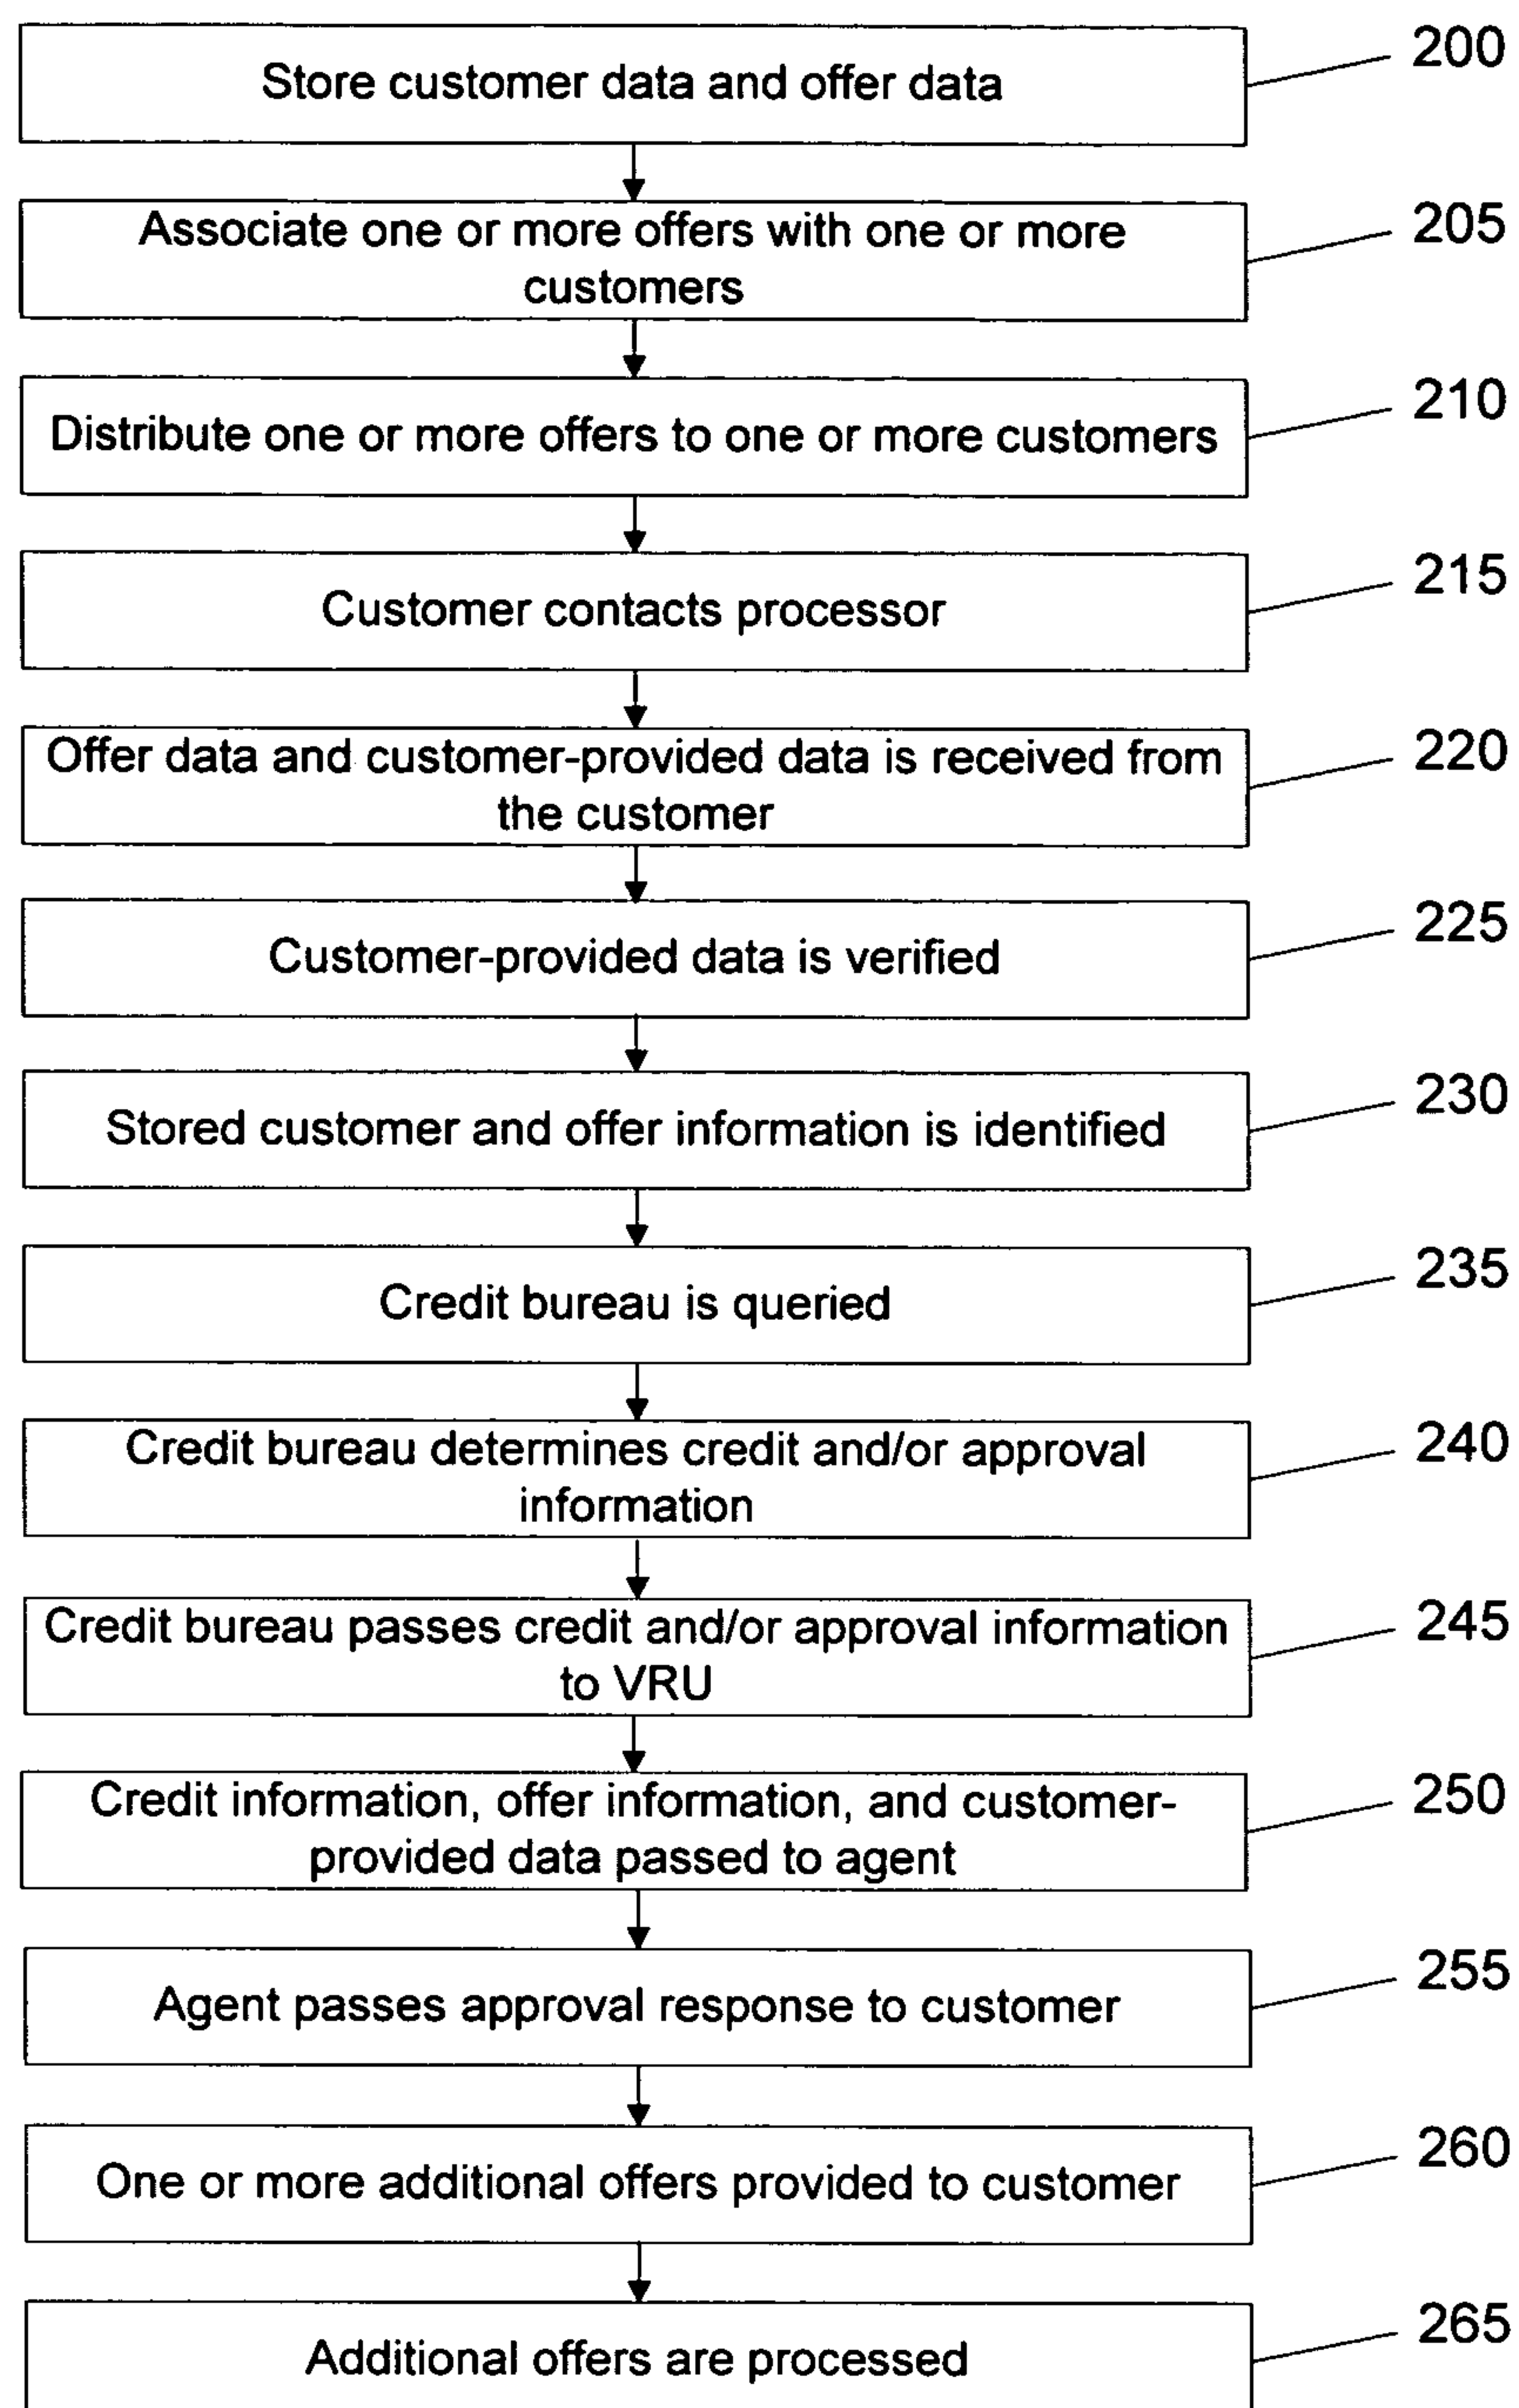 Store customer data and offer data
200
Associate one or more offers with one or more
customers
205
Distribute one or more offers to one or more customers
210
Customer contacts processor
215
Offer data and customer-provided data is received from
the customer
220
Customer-provided data is verified
225
Stored customer and offer information is identified
230
Credit bureau is queried
235
Credit bureau determines credit and/or approval
information
240
Credit bureau passes credit and/or approval information
to VRU
245
Credit information, offer information, and customer-
provided data passed to agent
250
Agent passes approval response to customer
255
One or more additional offers provided to customer
260
Additional offers are processed
265